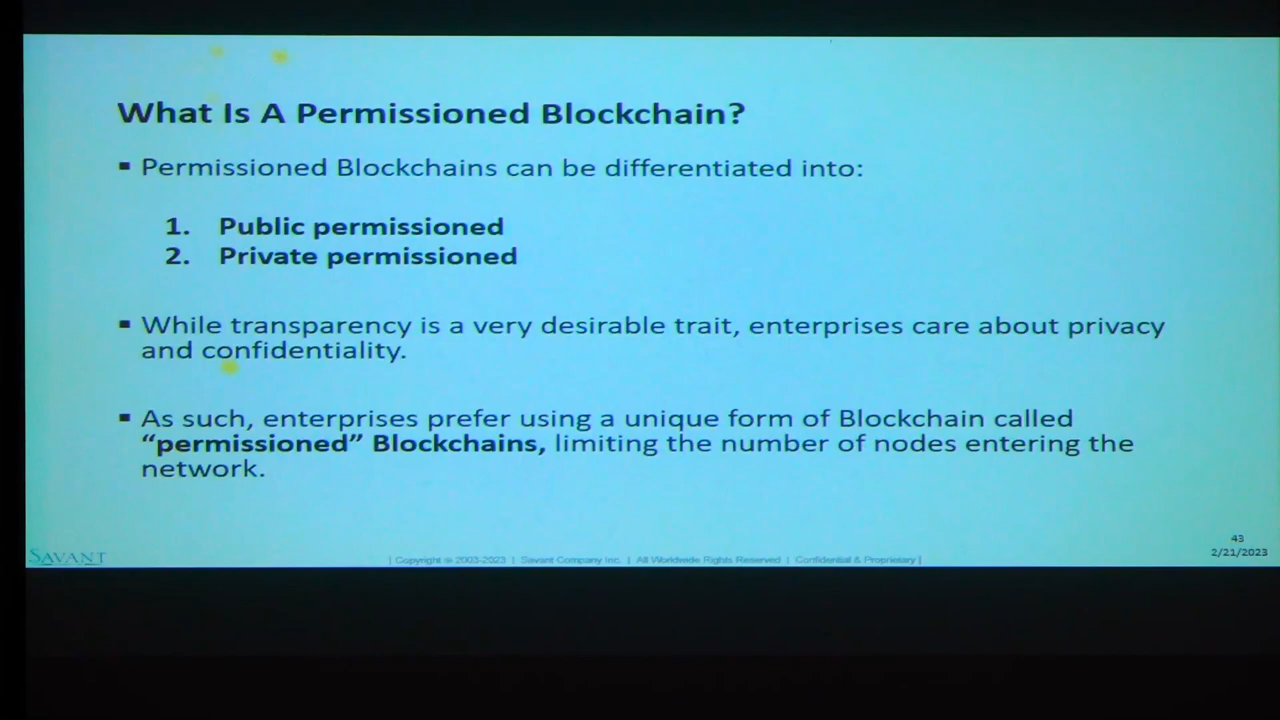 What Is A Permissioned Blockchain?
▪ Permissioned Blockchains can be differentiated into:
1. Public permissioned
2. Private permissioned
▪ While transparency is a very desirable trait, enterprises care about privacy
and confidentiality.
▪ As such, enterprises prefer using a unique form of Blockchain called
“permissioned” Blockchains, limiting the number of nodes entering the
network.
SAVANT
| Copyright © 2003-2023 | Savant Company Inc. | All Worldwide Rights Reserved | Confidential & Proprietary |
43
2/21/2023